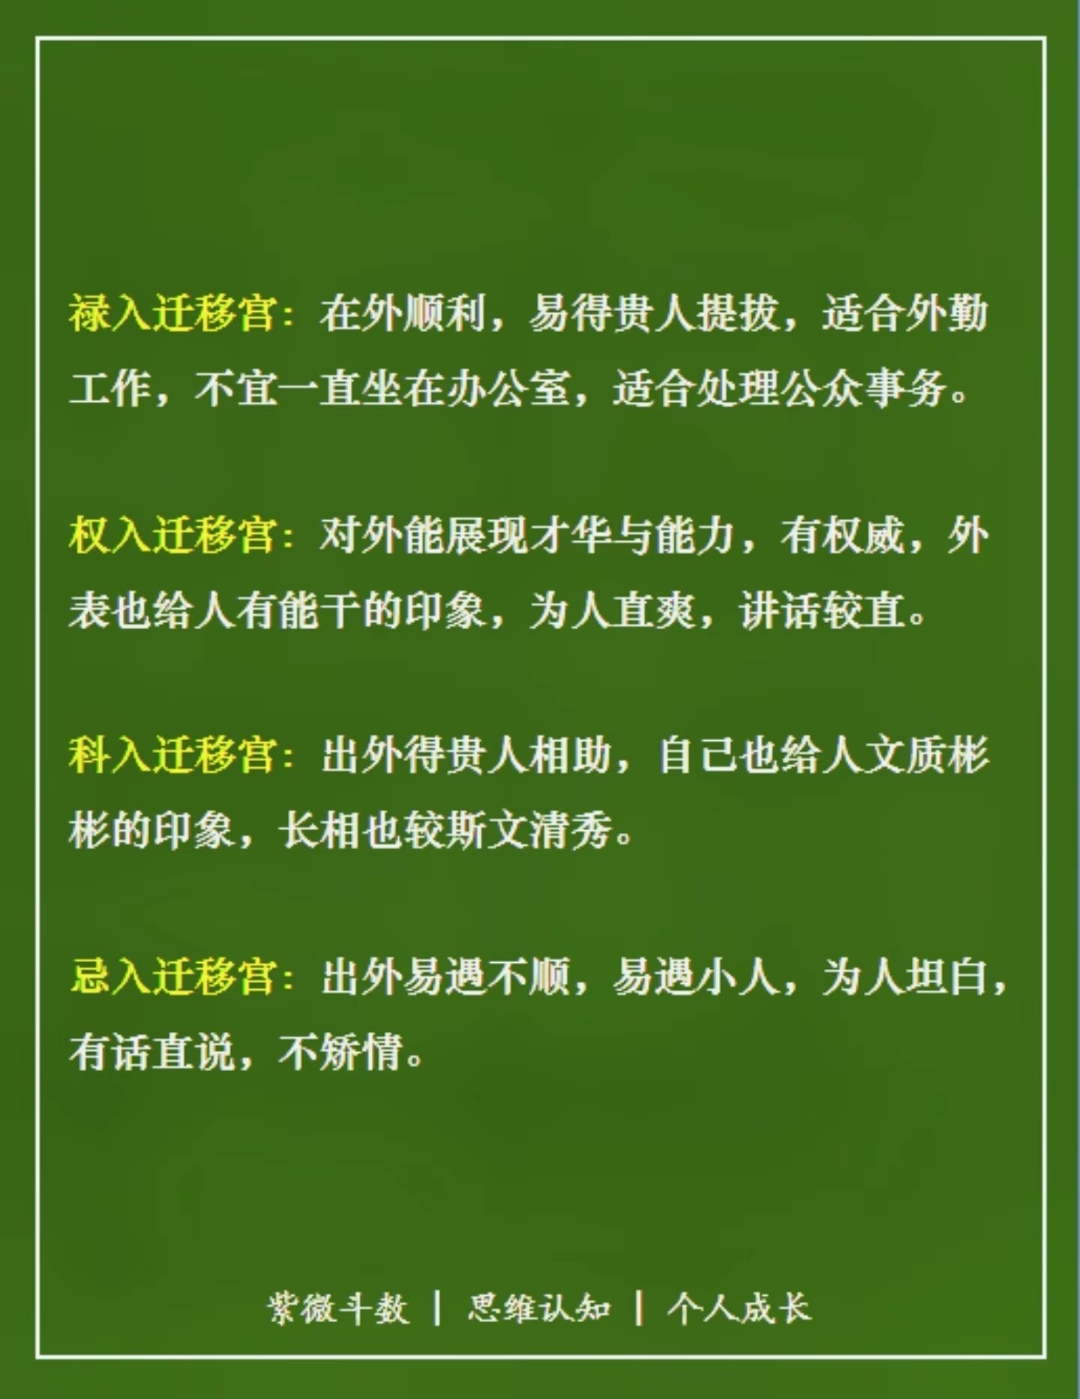 禄入迁移宫：在外顺利，易得贵人提拔，适合外勤
工作，不宜一直坐在办公室，适合处理公众事务。
权入迁移宫：对外能展现才华与能力，有权威，外
表也给人有能干的印象，为人直爽，讲话较直。
科入迁移宫：出外得贵人相助，自己也给人文质彬
彬的印象，长相也较斯文清秀。
忌入迁移宫：出外易遇不顺，易遇小人，为人坦白，
有话直说，不矫情。
紫微斗数 | 思维认知 | 个人成长